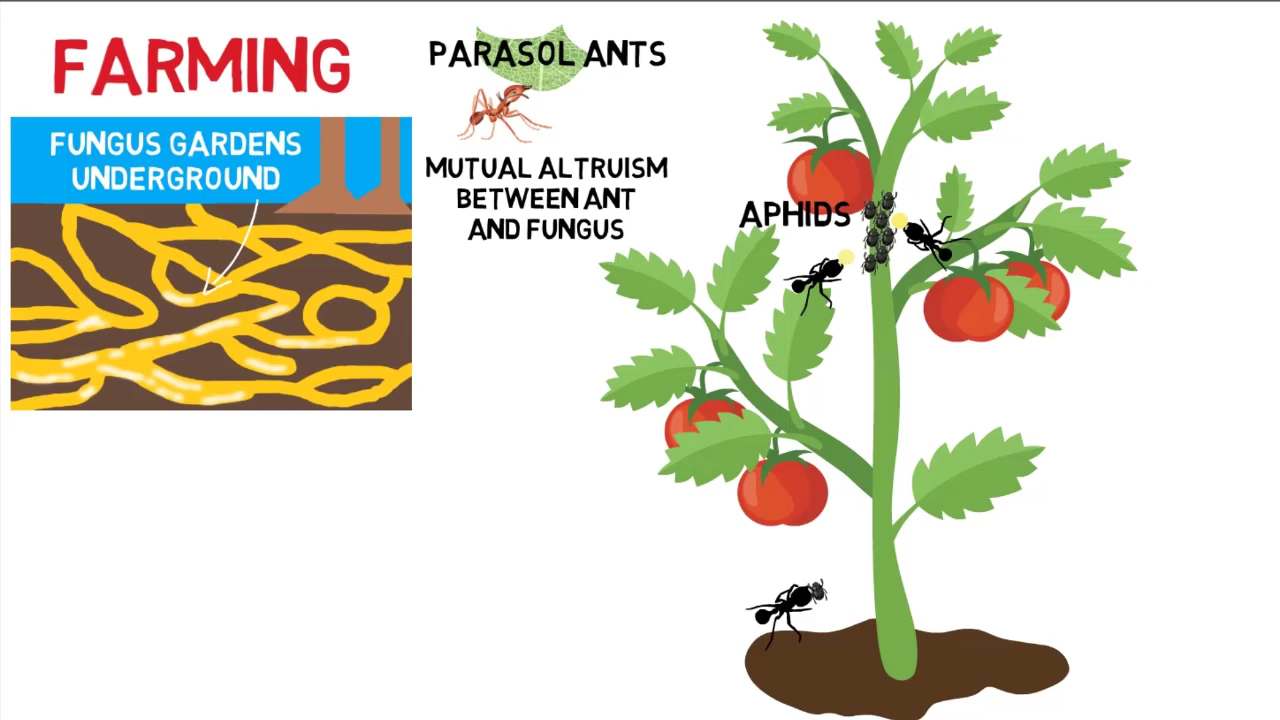 FARMING
FUNGUS GARDENS
UNDERGROUND
PARASOL ANTS
MUTUAL ALTRUISM
BETWEEN ANT
AND FUNGUS
APHIDS